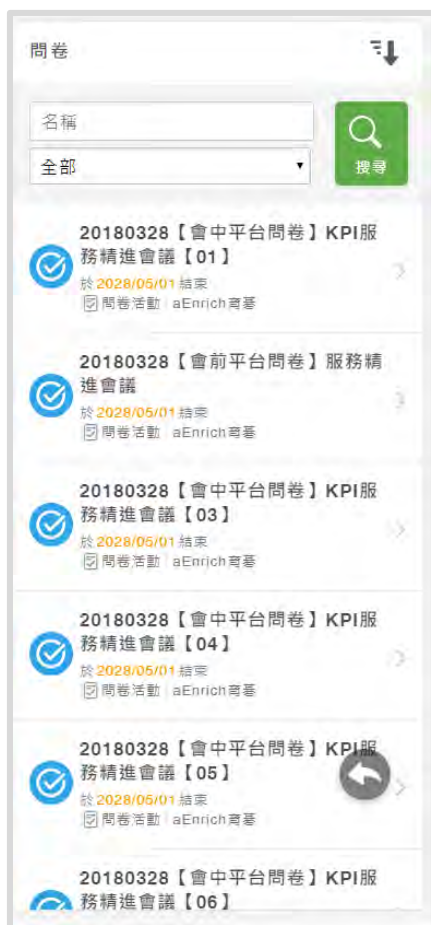 問卷
名稱
全部
搜尋
20180328【會中平台問卷】KPI服
務精進會議【01】
於 2028/05/01 結束
問卷活動 aEnrich育碁
20180328【會前平台問卷】服務精
進會議
於 2028/05/01 結束
問卷活動 aEnrich育碁
20180328【會中平台問卷】KPI服
務精進會議【03】
於 2028/05/01 結束
問卷活動 aEnrich育碁
20180328【會中平台問卷】KPI服
務精進會議【04】
於 2028/05/01 結束
問卷活動 aEnrich育碁
20180328【會中平台問卷】KPI服
務精進會議【05】
於 2028/05/01 結束
問卷活動 aEnrich育碁
20180328【會中平台問卷】KPI服
務精進會議【06】